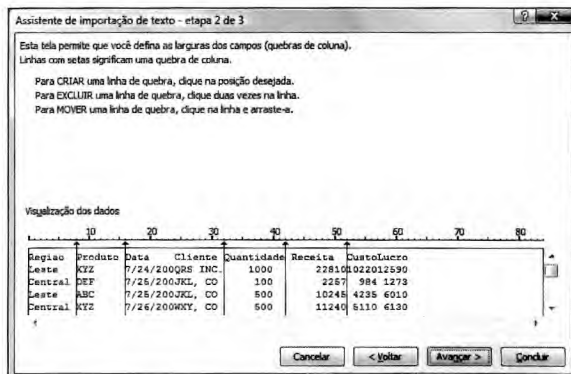 Assistente de importação de texto - etapa 2 de 3
Esta tela permite que você defina as larguras dos campos (quebras de coluna).
Linhas com setas significam uma quebra de coluna.
Para CRIAR uma linha de quebra, clique na posição desejada.
Para EXCLUIR uma linha de quebra, clique duas vezes na linha.
Para MOVER uma linha de quebra, clique na linha e arraste-a.
Visualização dos dados
10 20 30 40 50 60 70 80
Regiao Produto Data Cliente Quantidade Receita CustoLucro
Leste XYZ 7/24/200QRS INC. 1000 22810 1022012590
Central DEF 7/25/200JKL, CO 100 2257 984 1273
Leste ABC 7/25/200JKL, CO 500 10245 4235 6010
Central XYZ 7/26/200WXY, CO 500 11240 5110 6130
Cancelar < Voltar Avançar > Concluir